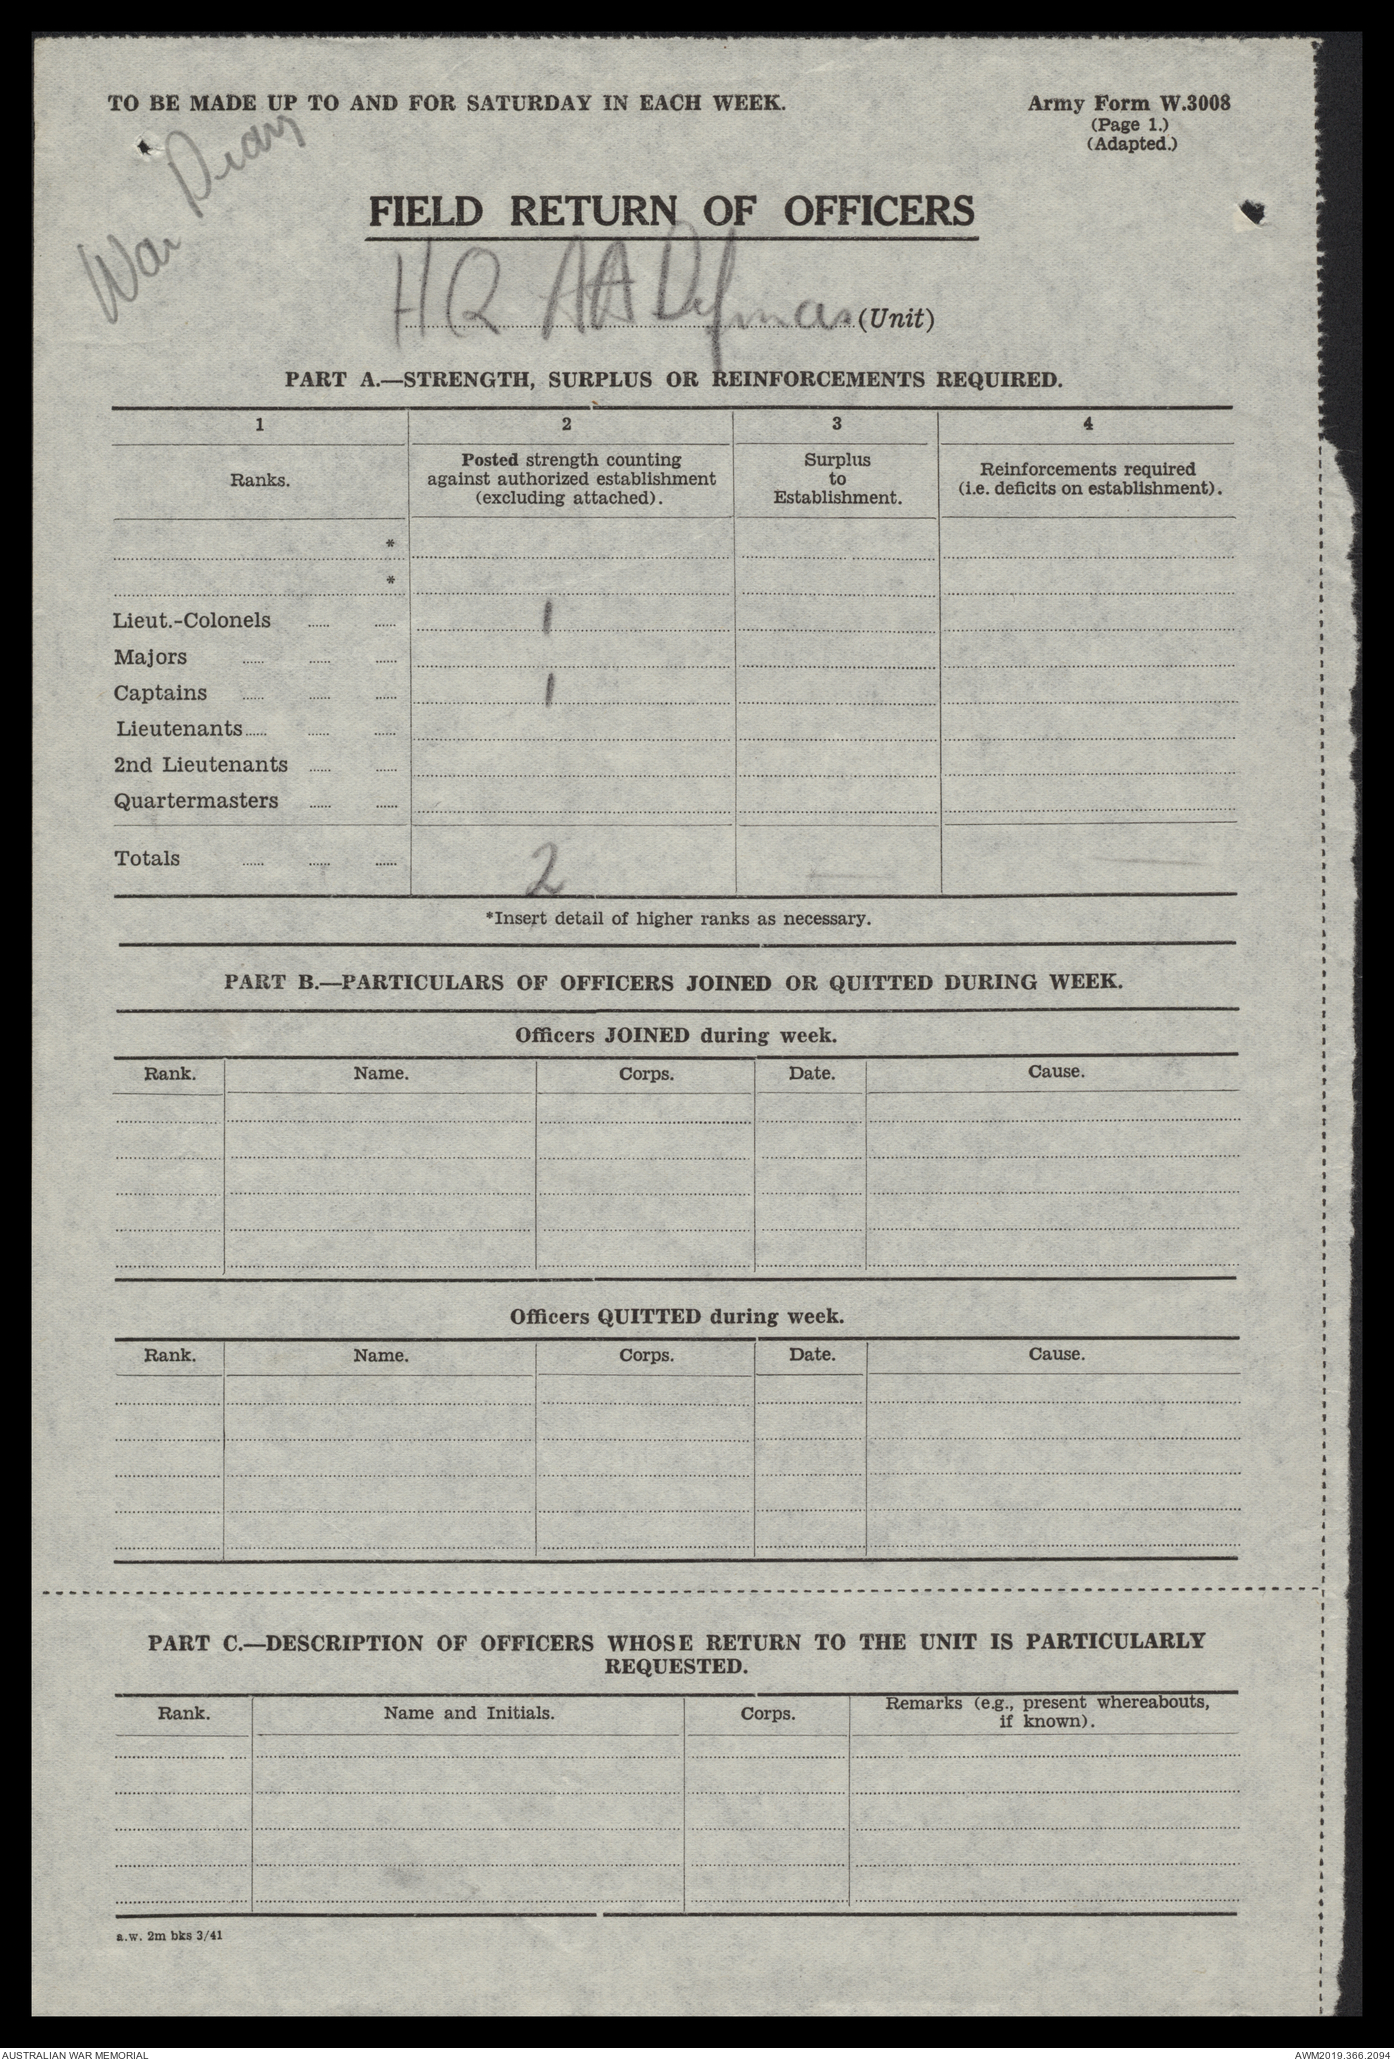 TO BE MADE UP TO AND FOR SATURDAY IN EACH WEEK.
Army Form W.3008
(Page 1.)
(Adapted.)
War Diary
FIELD RETURN OF OFFICERS
HQ AA Defences (Unit)
PART A.—STRENGTH, SURPLUS OR REINFORCEMENTS REQUIRED.
1 2 3 4
Ranks.
Posted strength counting
against authorized establishment
(excluding attached).
Surplus
to
Establishment.
Reinforcements required
(i.e. deficits on establishment).
*
*
Lieut.-Colonels ...... ...... 1
Majors ...... ...... ......
Captains ...... ...... ...... 1
Lieutenants...... ...... ......
2nd Lieutenants ...... ......
Quartermasters ...... ......
Totals ...... ...... ...... 2 — —
*Insert detail of higher ranks as necessary.
PART B.—PARTICULARS OF OFFICERS JOINED OR QUITTED DURING WEEK.
Officers JOINED during week.
Rank. Name. Corps. Date. Cause.
Officers QUITTED during week.
Rank. Name. Corps. Date. Cause.
PART C.—DESCRIPTION OF OFFICERS WHOSE RETURN TO THE UNIT IS PARTICULARLY
REQUESTED.
Rank. Name and Initials. Corps. Remarks (e.g., present whereabouts,
if known).
a.w. 2m bks 3/41
AUSTRALIAN WAR MEMORIAL
AWM2019.366.2094